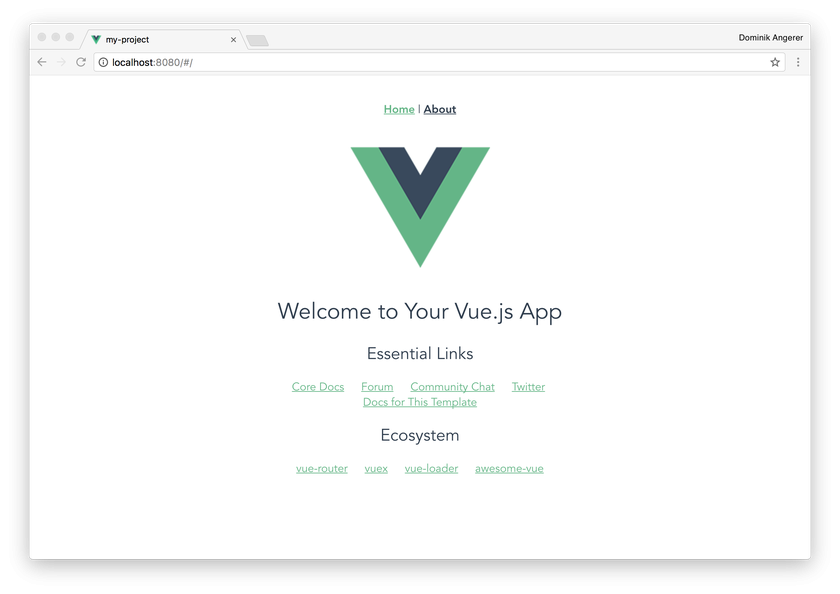 my-project
Dominik Angerer
localhost:8080/#/
Home | About
Welcome to Your Vue.js App
Essential Links
Core Docs Forum Community Chat Twitter
Docs for This Template
Ecosystem
vue-router vuex vue-loader awesome-vue